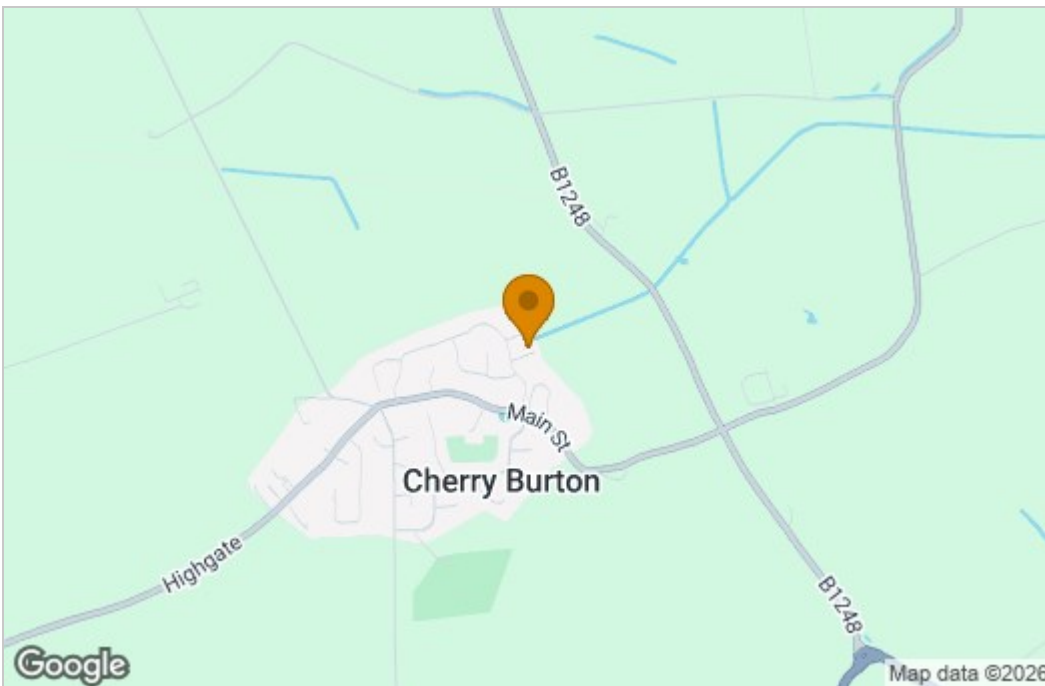 B1248
Main St
Cherry Burton
Highgate
B1248
Google
Map data ©2026